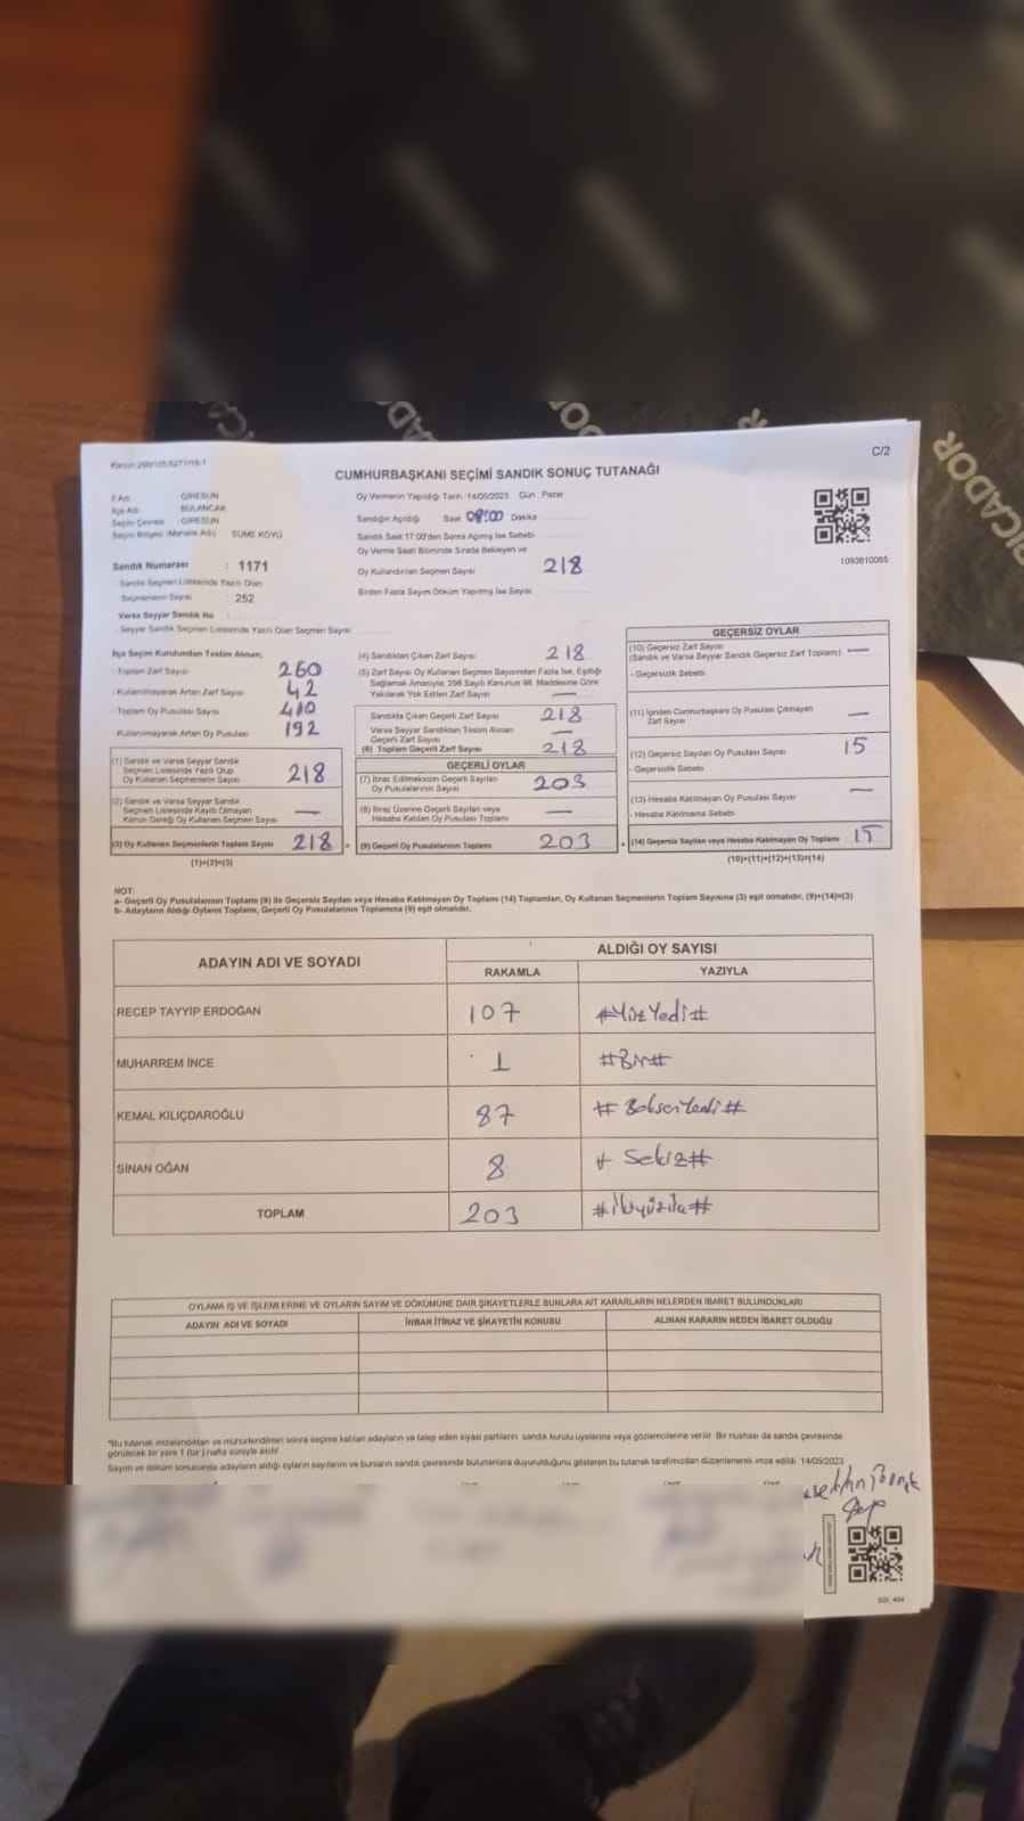 PICADOR
C/2
CUMHURBAŞKANI SEÇİMİ SANDIK SONUÇ TUTANAĞI
İl Adı : GİRESUN
İlçe Adı : BULANCAK
Seçim Çevresi : GİRESUN
Seçim Bölgesi (Mahalle Adı) : SÜME KÖYÜ
Sandık Numarası : 1171
Sandık Seçmen Listesinde Yazılı Olan
Seçmenlerin Sayısı : 252
Varsa Seyyar Sandık No
Seyyar Sandık Seçmen Listesinde Yazılı Olan Seçmen Sayısı
Oy Vermenin Yapıldığı Tarih : 14/05/2023 Gün : Pazar
Sandığın Açıldığı Saat 08:00 Dakika
Sandık Saat 17:00'den Sonra Açılmış İse Sebebi
Oy Verme Saati Bitiminde Sırada Bekleyen ve
Oy Kullandırılan Seçmen Sayısı 218
Birden Fazla Sayım Döküm Yapılmış İse Sayısı
1093610065
İlçe Seçim Kurulundan Teslim Alınan;
- Toplam Zarf Sayısı 260
- Kullanılmayarak Artan Zarf Sayısı 42
- Toplam Oy Pusulası Sayısı 410
- Kullanılmayarak Artan Oy Pusulası 192
(1) Sandık ve Varsa Seyyar Sandık
Seçmen Listesinde Yazılı Olup
Oy Kullanan Seçmenlerin Sayısı 218
(2) Sandık ve Varsa Seyyar Sandık
Seçmen Listesinde Kayıtlı Olmayan
Kanun Gereği Oy Kullanan Seçmen Sayısı —
(3) Oy Kullanan Seçmenlerin Toplam Sayısı 218
(1)+(2)=(3)
(4) Sandıktan Çıkan Zarf Sayısı 218
(5) Zarf Sayısı Oy Kullanan Seçmen Sayısından Fazla İse, Eşitliği
Sağlamak Amacıyla, 298 Sayılı Kanunun 98. Maddesine Göre
Yakılarak Yok Edilen Zarf Sayısı —
Sandıkta Çıkan Geçerli Zarf Sayısı 218
Varsa Seyyar Sandıktan Teslim Alınan
Geçerli Zarf Sayısı —
(6) Toplam Geçerli Zarf Sayısı 218
GEÇERLİ OYLAR
(7) İtiraz Edilmeksizin Geçerli Sayılan
Oy Pusulalarının Sayısı 203
(8) İtiraz Üzerine Geçerli Sayılan veya
Hesaba Katılan Oy Pusulası Toplamı —
(9) Geçerli Oy Pusulalarının Toplamı 203
GEÇERSİZ OYLAR
(10) Geçersiz Zarf Sayısı
(Sandık ve Varsa Seyyar Sandık Geçersiz Zarf Toplamı) —
- Geçersizlik Sebebi
(11) İçinden Cumhurbaşkanı Oy Pusulası Çıkmayan
Zarf Sayısı —
(12) Geçersiz Sayılan Oy Pusulası Sayısı 15
- Geçersizlik Sebebi
(13) Hesaba Katılmayan Oy Pusulası Sayısı —
- Hesaba Katılmama Sebebi
(14) Geçersiz Sayılan veya Hesaba Katılmayan Oy Toplamı 15
(10)+(11)+(12)+(13)=(14)
NOT:
a- Geçerli Oy Pusulalarının Toplamı (9) ile Geçersiz Sayılan veya Hesaba Katılmayan Oy Toplamı (14) Toplamları, Oy Kullanan Seçmenlerin Toplam Sayısına (3) eşit olmalıdır. (9)+(14)=(3)
b- Adayların Aldığı Oyların Toplamı, Geçerli Oy Pusulalarının Toplamına (9) eşit olmalıdır.
ADAYIN ADI VE SOYADI ALDIĞI OY SAYISI
RAKAMLA YAZIYLA
RECEP TAYYİP ERDOĞAN 107 #YüzYedi#
MUHARREM İNCE 1 #Bir#
KEMAL KILIÇDAROĞLU 87 #SeksenYedi#
SİNAN OĞAN 8 # Sekiz#
TOPLAM 203 #İkiyüzüç#
OYLAMA İŞ VE İŞLEMLERİNE VE OYLARIN SAYIM VE DÖKÜMÜNE DAİR ŞİKAYETLERLE BUNLARA AİT KARARLARIN NELERDEN İBARET BULUNDUKLARI
ADAYIN ADI VE SOYADI İNBAN İTİRAZ VE ŞİKAYETİN KONUSU ALINAN KARARIN NEDEN İBARET OLDUĞU
"Bu tutanak imzalandıktan ve mühürlendikten sonra seçime katılan adayların ve talep eden siyasi partilerin sandık kurulu üyelerine veya gözlemcilerine verilir. Bir nüshası da sandık çevresinde
görülecek bir yere 1 (bir) hafta süreyle asılır.
Sayım ve döküm sonucunda adayların aldığı oyların sayılarını ve bunların sandık çevresinde bulunanlara duyurulduğunu gösteren bu tutanak tarafımızdan düzenlenerek imza edildi. 14/05/2023